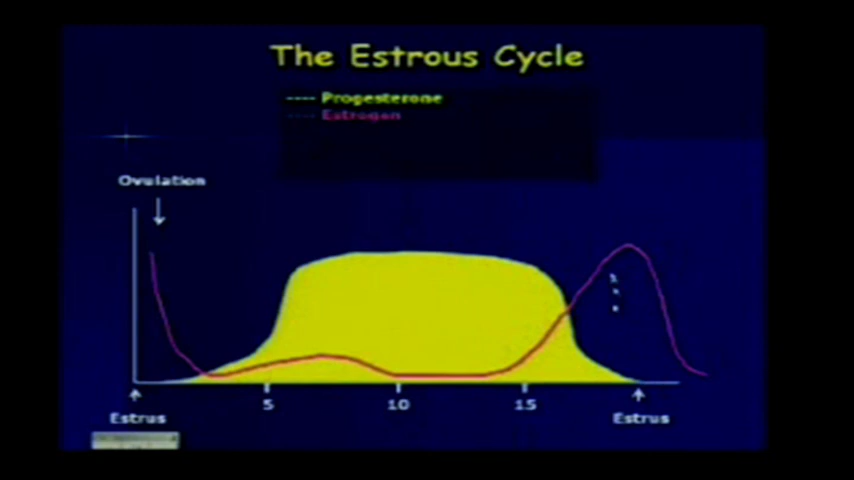 The Estrous Cycle
---- Progesterone
---- Estrogen
Ovulation
5
10
15
Estrus
Estrus